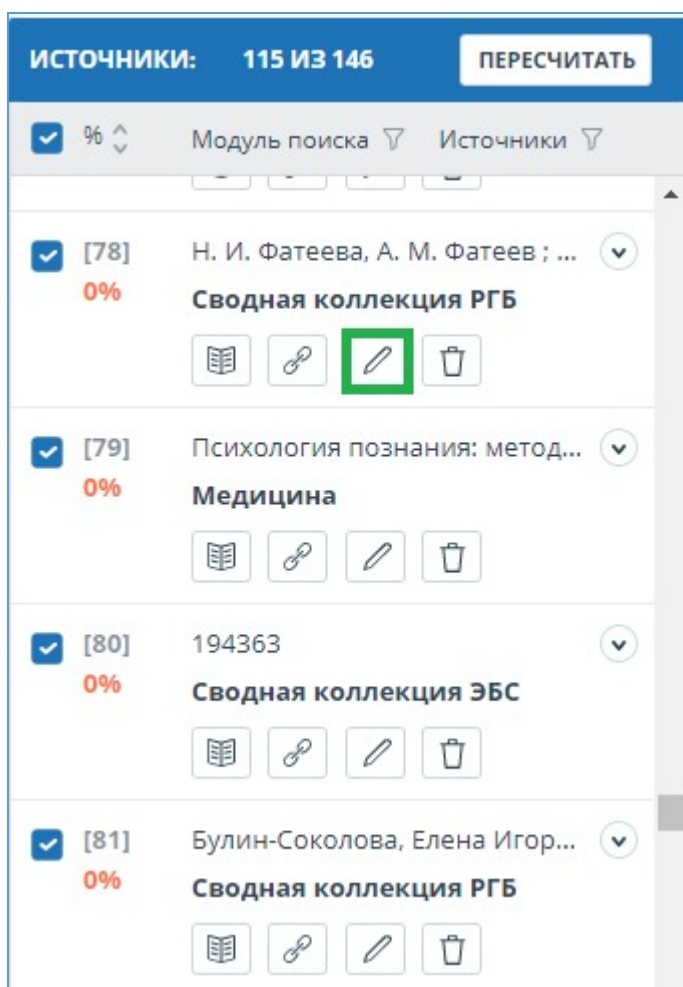 ИСТОЧНИКИ: 115 ИЗ 146 ПЕРЕСЧИТАТЬ
% Модуль поиска Источники
[78] Н. И. Фатеева, А. М. Фатеев ; ...
0% Сводная коллекция РГБ
[79] Психология познания: метод...
0% Медицина
[80] 194363
0% Сводная коллекция ЭБС
[81] Булин-Соколова, Елена Игор...
0% Сводная коллекция РГБ